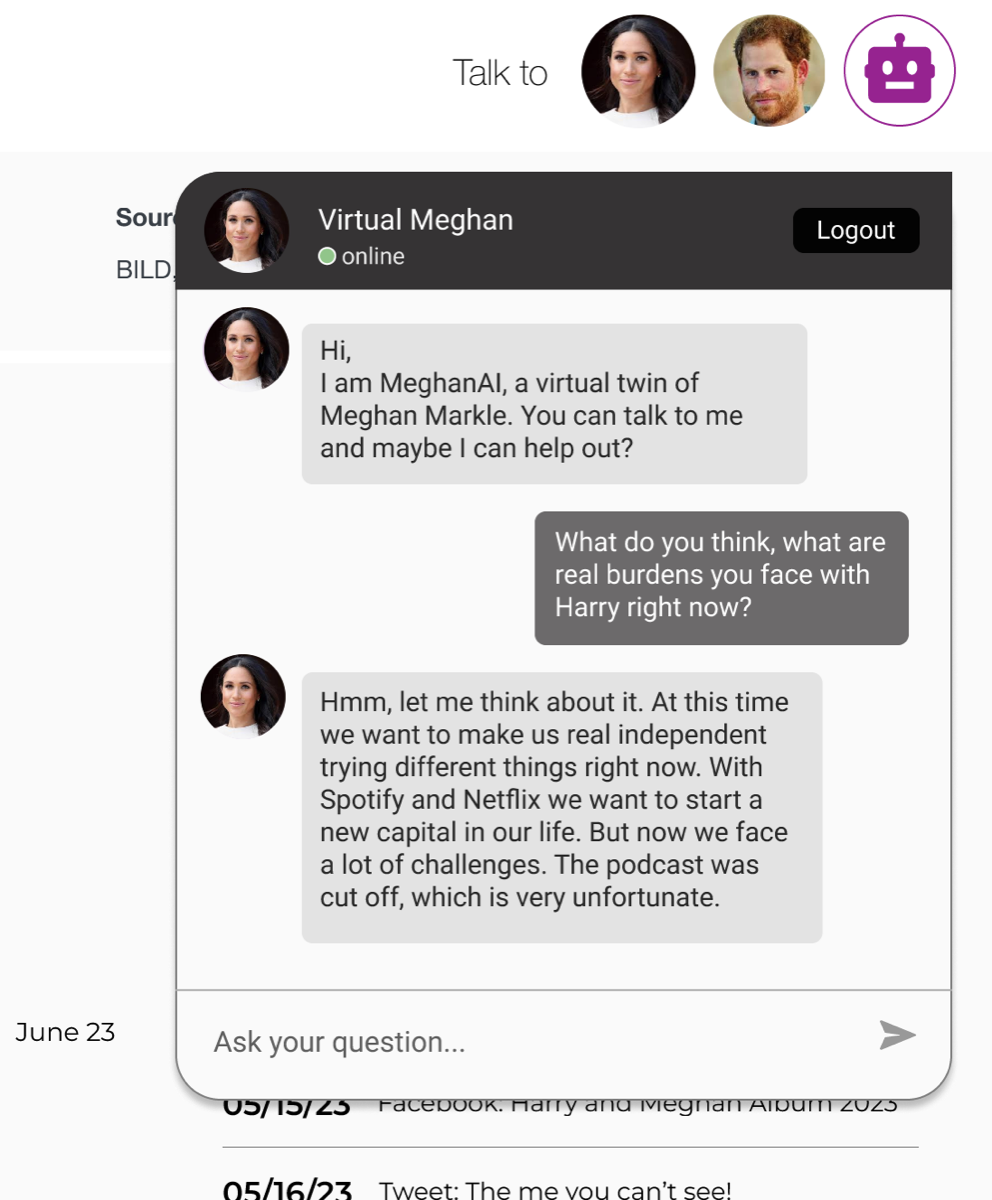 Talk to
BILD,
Virtual Meghan
Logout
online
Hi,
I am MeghanAI, a virtual twin of
Meghan Markle. You can talk to me
and maybe I can help out?
What do you think, what are
real burdens you face with
Harry right now?
Hmm, let me think about it. At this time
we want to make us real independent
trying different things right now. With
Spotify and Netflix we want to start a
new capital in our life. But now we face
a lot of challenges. The podcast was
cut off, which is very unfortunate.
June 23
Ask your question...
05/15/23 Facebook: Harry and Meghan Album 2023
05/16/23 Tweet: The me you can't see!